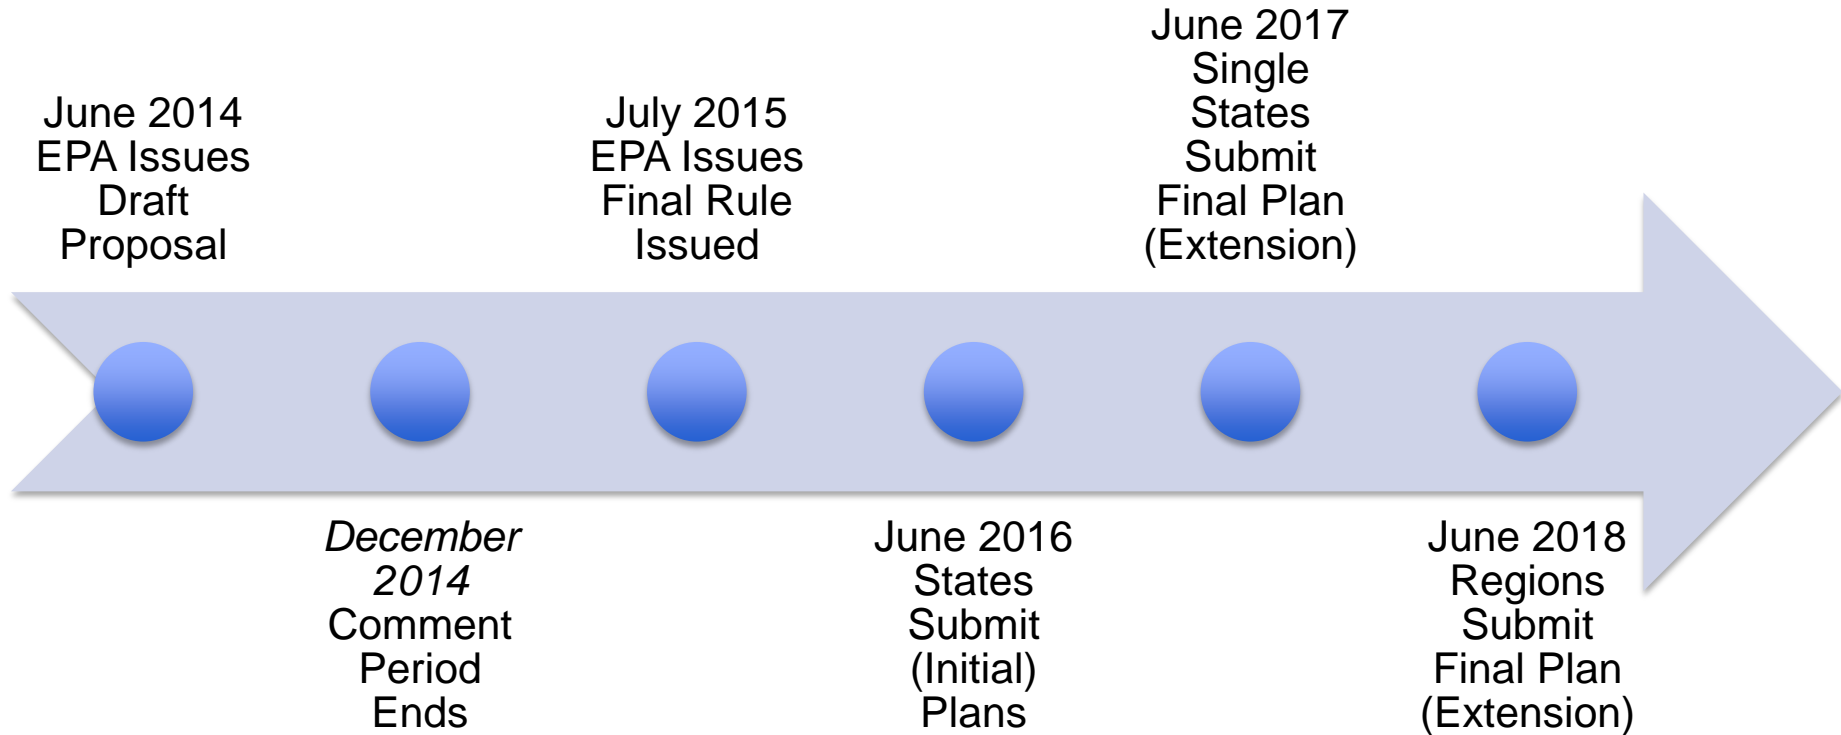 June 2014
EPA Issues
Draft
Proposal
December
2014
Comment
Period
Ends
July 2015
EPA Issues
Final Rule
Issued
June 2016
States
Submit
(Initial)
Plans
June 2017
Single
States
Submit
Final Plan
(Extension)
June 2018
Regions
Submit
Final Plan
(Extension)